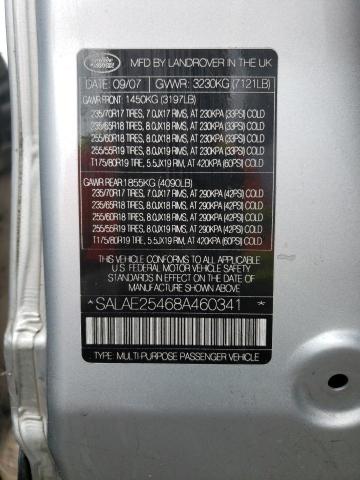 MFD BY LANDROVER IN THE UK
DATE: 09/07 GVWR: 3230KG (7121LB)
GAWR FRONT: 1450KG (3197LB)
235/70R17 TIRES, 7.0JX17 RIMS, AT 230KPA (33PSI) COLD
235/65R18 TIRES, 8.0JX18 RIMS, AT 230KPA (33PSI) COLD
255/60R18 TIRES, 8.0JX18 RIMS, AT 230KPA (33PSI) COLD
255/55R19 TIRES, 8.0JX19 RIMS, AT 230KPA (33PSI) COLD
T175/80R19 TIRE, 5.5JX19 RIM, AT 420KPA (60PSI) COLD
GAWR REAR: 1855KG (4090LB)
235/70R17 TIRES, 7.0JX17 RIMS, AT 290KPA (42PSI) COLD
235/65R18 TIRES, 8.0JX18 RIMS, AT 290KPA (42PSI) COLD
255/60R18 TIRES, 8.0JX18 RIMS, AT 290KPA (42PSI) COLD
255/55R19 TIRES, 8.0JX19 RIMS, AT 290KPA (42PSI) COLD
T175/80R19 TIRE, 5.5JX19 RIM, AT 420KPA (60PSI) COLD
THIS VEHICLE CONFORMS TO ALL APPLICABLE
U.S. FEDERAL MOTOR VEHICLE SAFETY STANDARDS
IN EFFECT ON THE DATE OF MANUFACTURE
SHOWN ABOVE
*SALAE25468A460341 *
TYPE: MULTI-PURPOSE PASSENGER VEHICLE